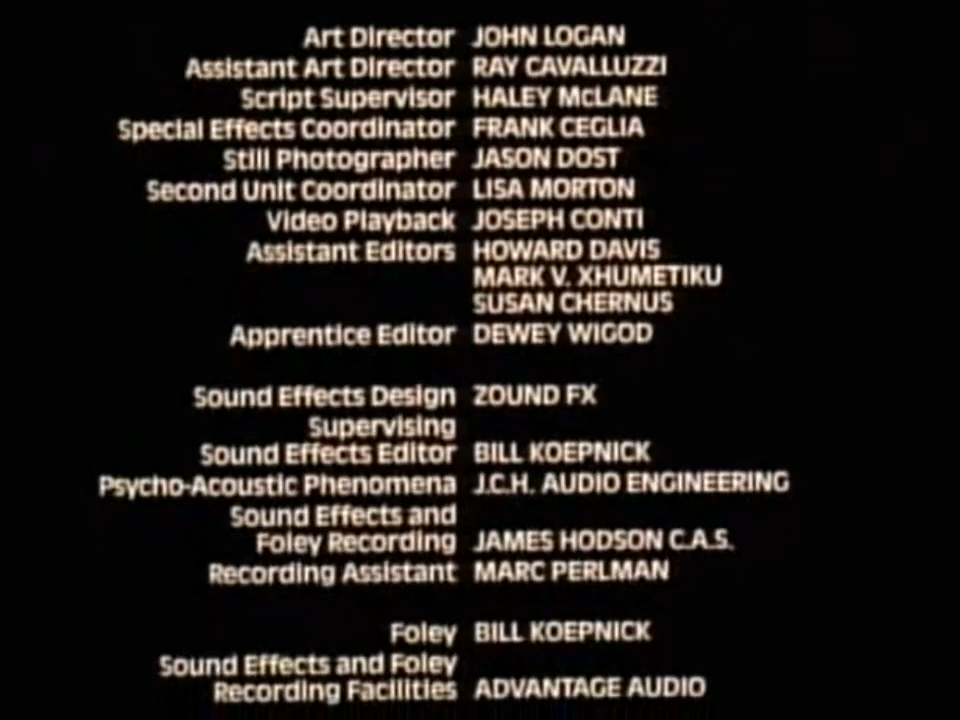 Art Director JOHN LOGAN
Assistant Art Director RAY CAVALLUZZI
Script Supervisor HALEY McLANE
Special Effects Coordinator FRANK CEGLIA
Still Photographer JASON DOST
Second Unit Coordinator LISA MORTON
Video Playback JOSEPH CONTI
Assistant Editors HOWARD DAVIS
MARK V. XHUMETIKU
SUSAN CHERNUS
Apprentice Editor DEWEY WIGOD
Sound Effects Design ZOUND FX
Supervising
Sound Effects Editor BILL KOEPNICK
Psycho-Acoustic Phenomena J.C.H. AUDIO ENGINEERING
Sound Effects and
Foley Recording JAMES HODSON C.A.S.
Recording Assistant MARC PERLMAN
Foley BILL KOEPNICK
Sound Effects and Foley
Recording Facilities ADVANTAGE AUDIO